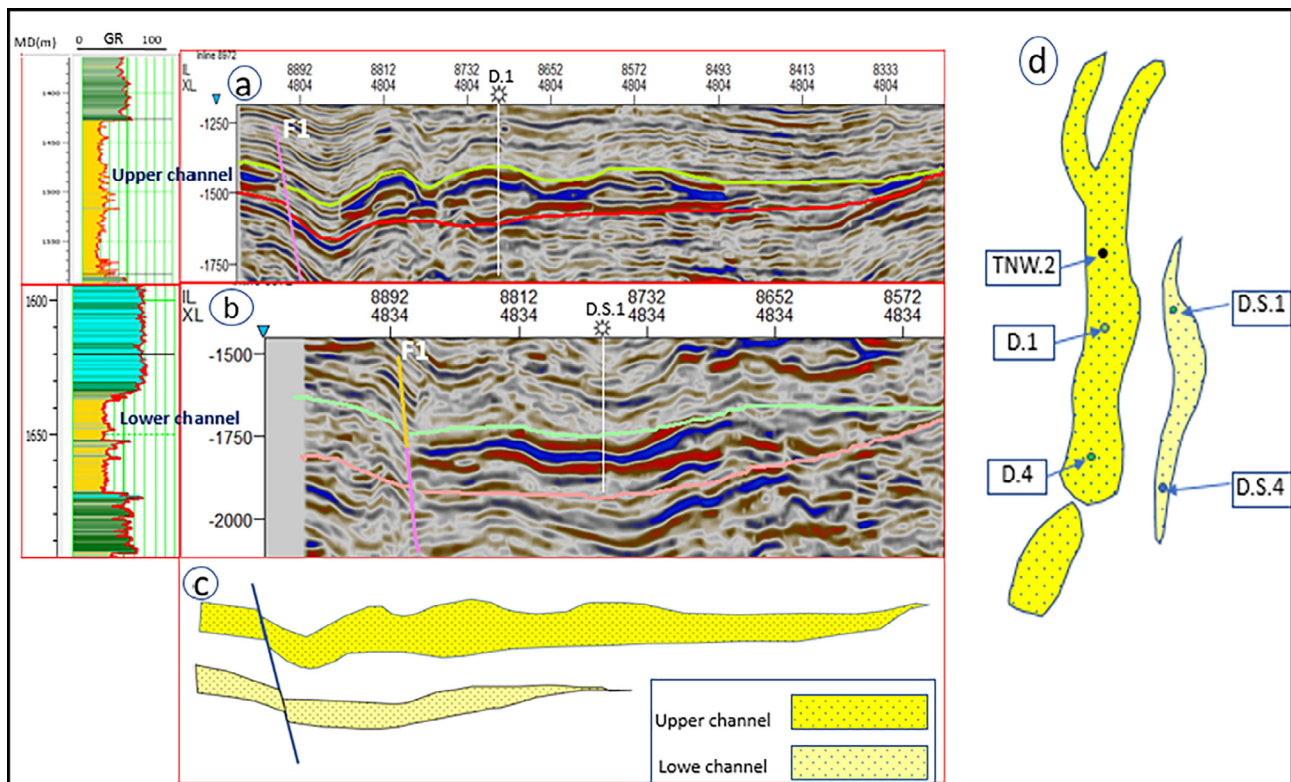 MD(m) 0 GR 100
1400
1450
1500
1550
Upper channel
a
Inline 8972
IL 8892 8812 8732 D.1 8652 8572 8493 8413 8333
XL 4804 4804 4804 4804 4804 4804 4804 4804
F1
-1250
-1500
-1750
1600
1650
Lower channel
b
IL 8892 8812 D.S.1 8732 8652 8572
XL 4834 4834 4834 4834 4834
F1
-1500
-1750
-2000
c
Upper channel
Lowe channel
d
TNW.2
D.S.1
D.1
D.4
D.S.4